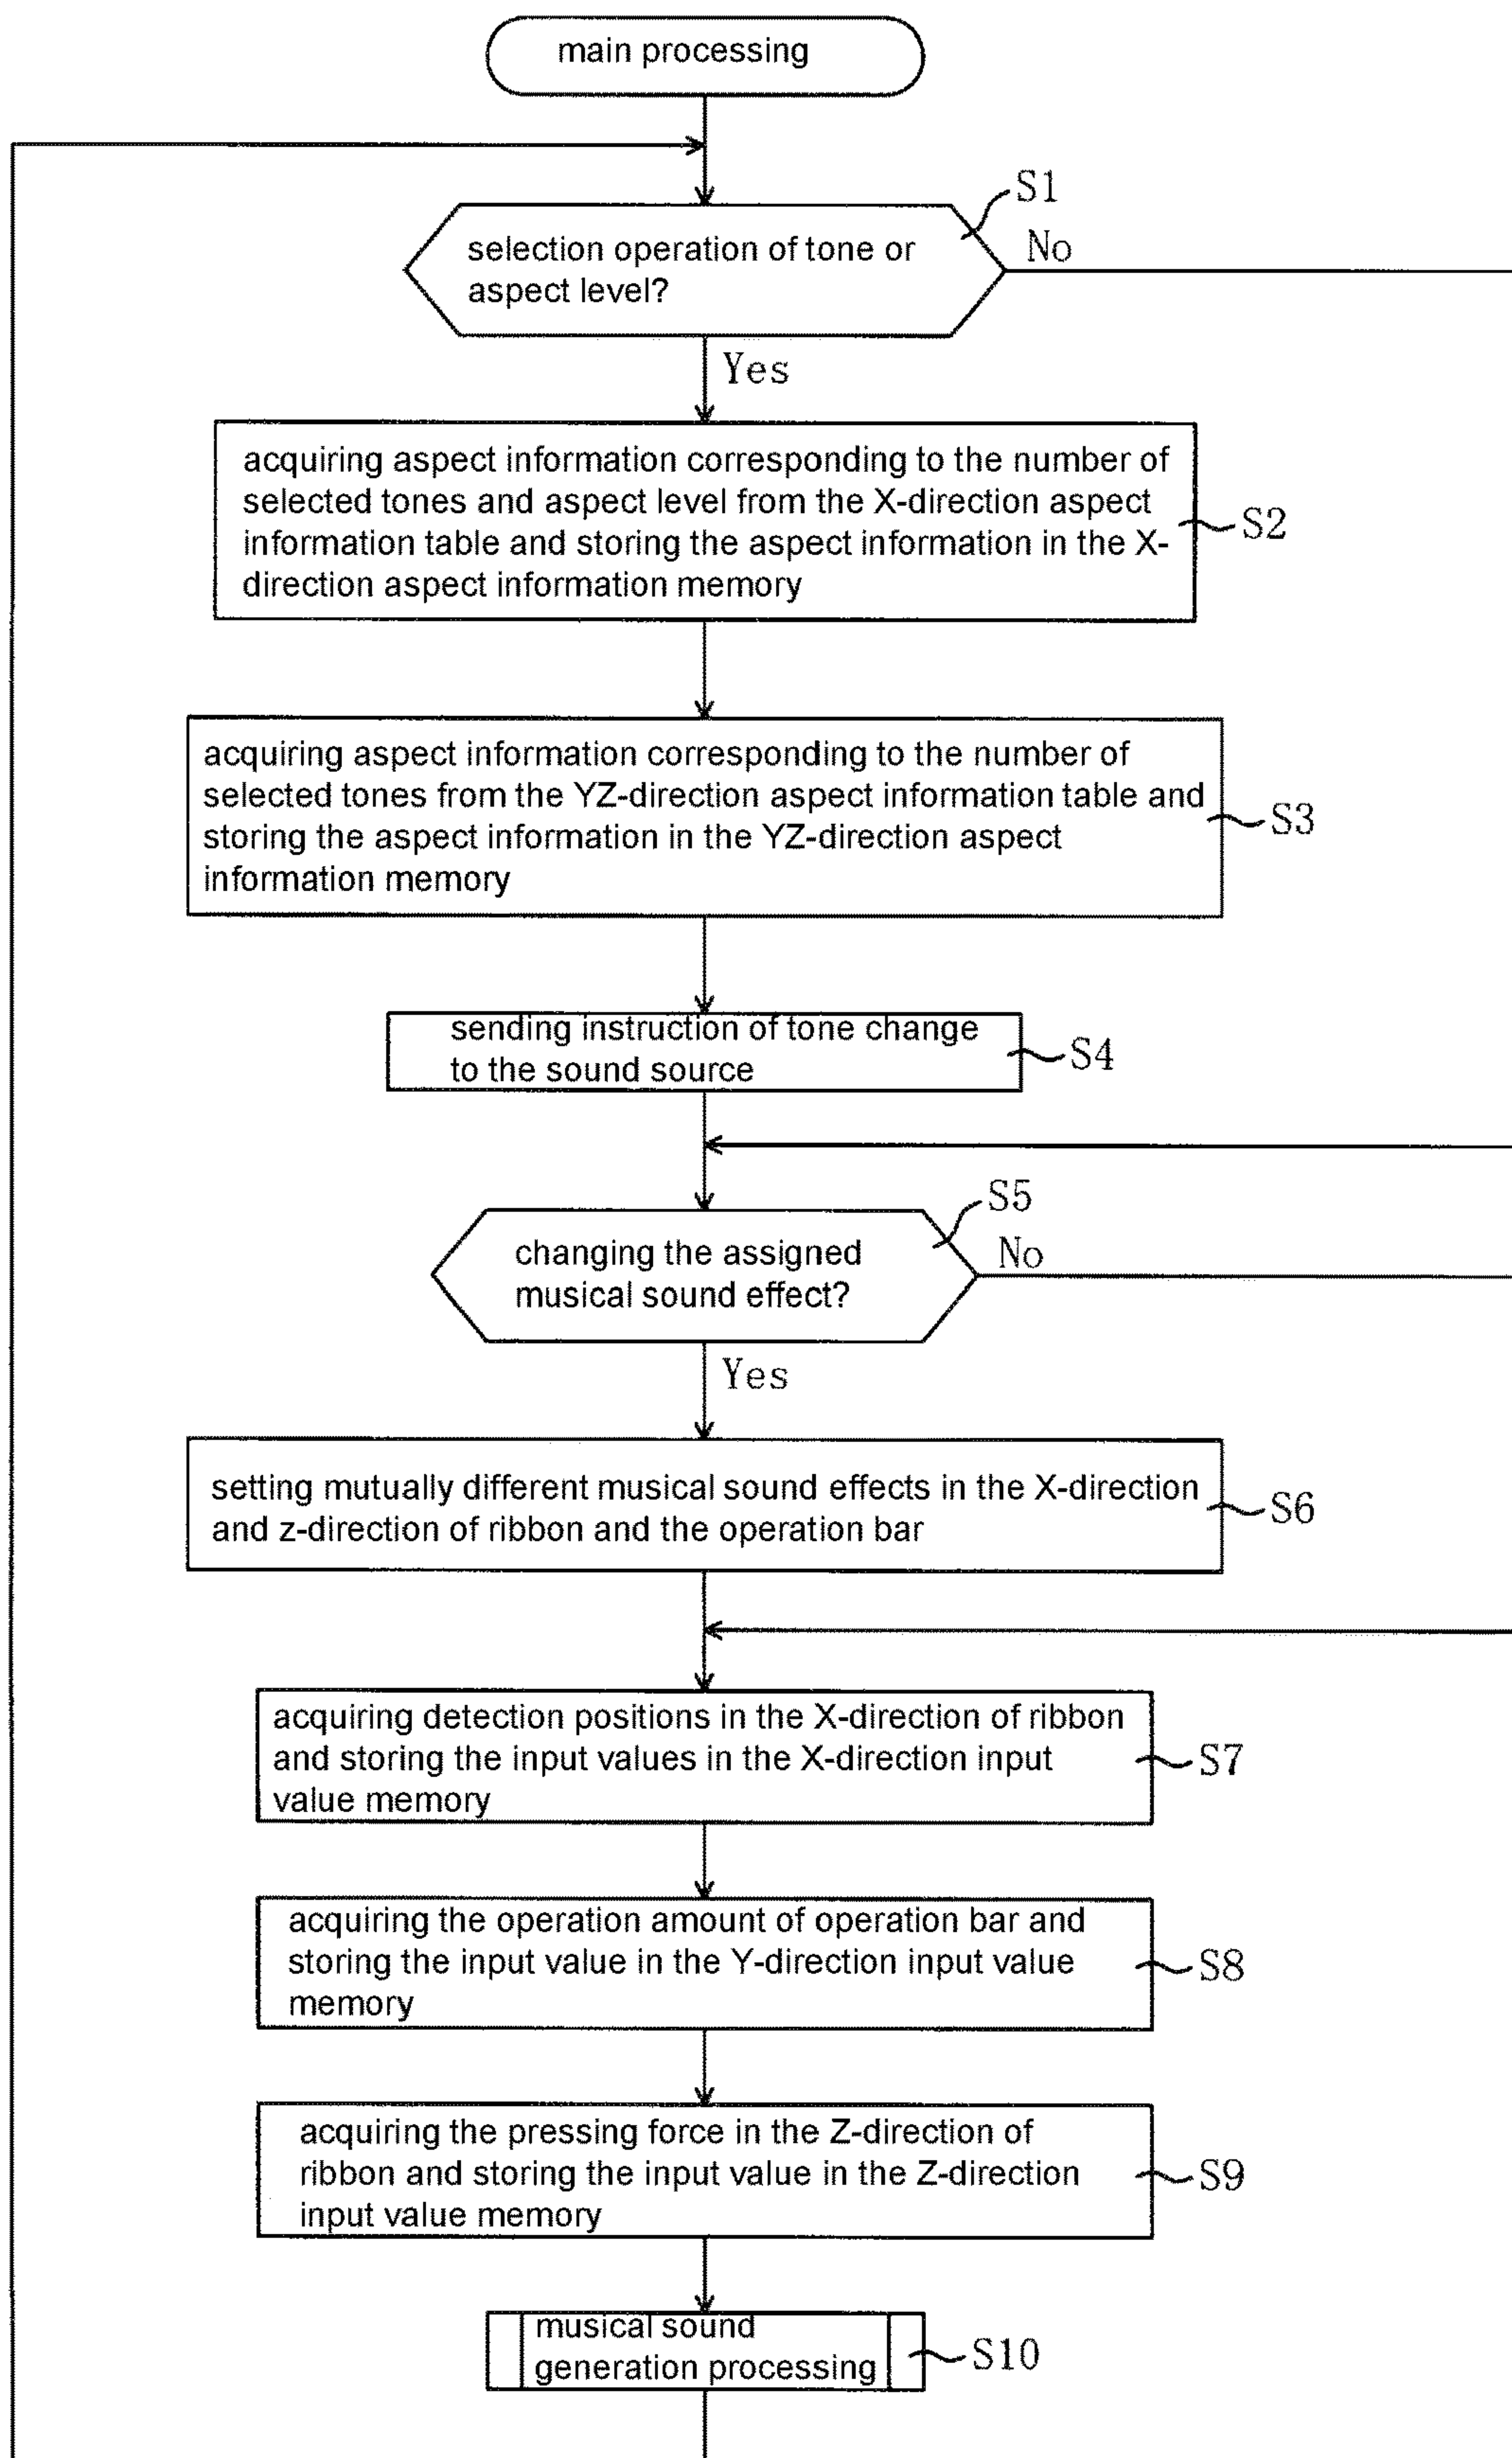 main processing
S1
No
selection operation of tone or
aspect level?
Yes
acquiring aspect information corresponding to the number of
selected tones and aspect level from the X-direction aspect
information table and storing the aspect information in the X-
direction aspect information memory
S2
acquiring aspect information corresponding to the number of
selected tones from the YZ-direction aspect information table and
storing the aspect information in the YZ-direction aspect
information memory
S3
sending instruction of tone change
to the sound source
S4
S5
No
changing the assigned
musical sound effect?
Yes
setting mutually different musical sound effects in the X-direction
and z-direction of ribbon and the operation bar
S6
acquiring detection positions in the X-direction of ribbon
and storing the input values in the X-direction input
value memory
S7
acquiring the operation amount of operation bar and
storing the input value in the Y-direction input value
memory
S8
acquiring the pressing force in the Z-direction of
ribbon and storing the input value in the Z-direction
input value memory
S9
musical sound
generation processing
S10